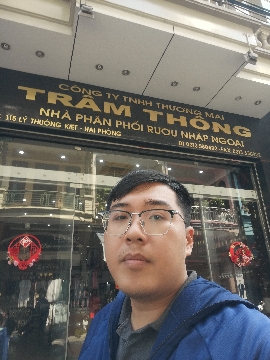 CÔNG TY TNHH THƯƠNG MẠI
TRÂM THÔNG
NHÀ PHÂN PHỐI RƯỢU NHẬP NGOẠI
315 LÝ THƯỜNG KIỆT - HẢI PHÒNG